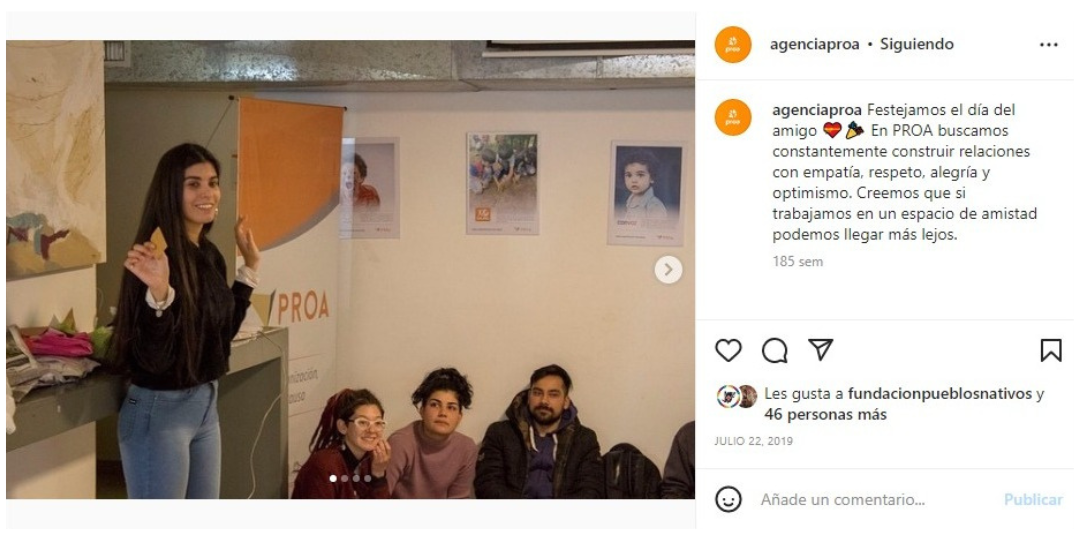 agenciaproa • Siguiendo
agenciaproa Festejamos el día del
amigo ❤️🎉 En PROA buscamos
constantemente construir relaciones
con empatía, respeto, alegría y
optimismo. Creemos que si
trabajamos en un espacio de amistad
podemos llegar más lejos.
185 sem
PROA
Les gusta a fundacionpueblosnativos y
46 personas más
JULIO 22, 2019
Añade un comentario...
Publicar